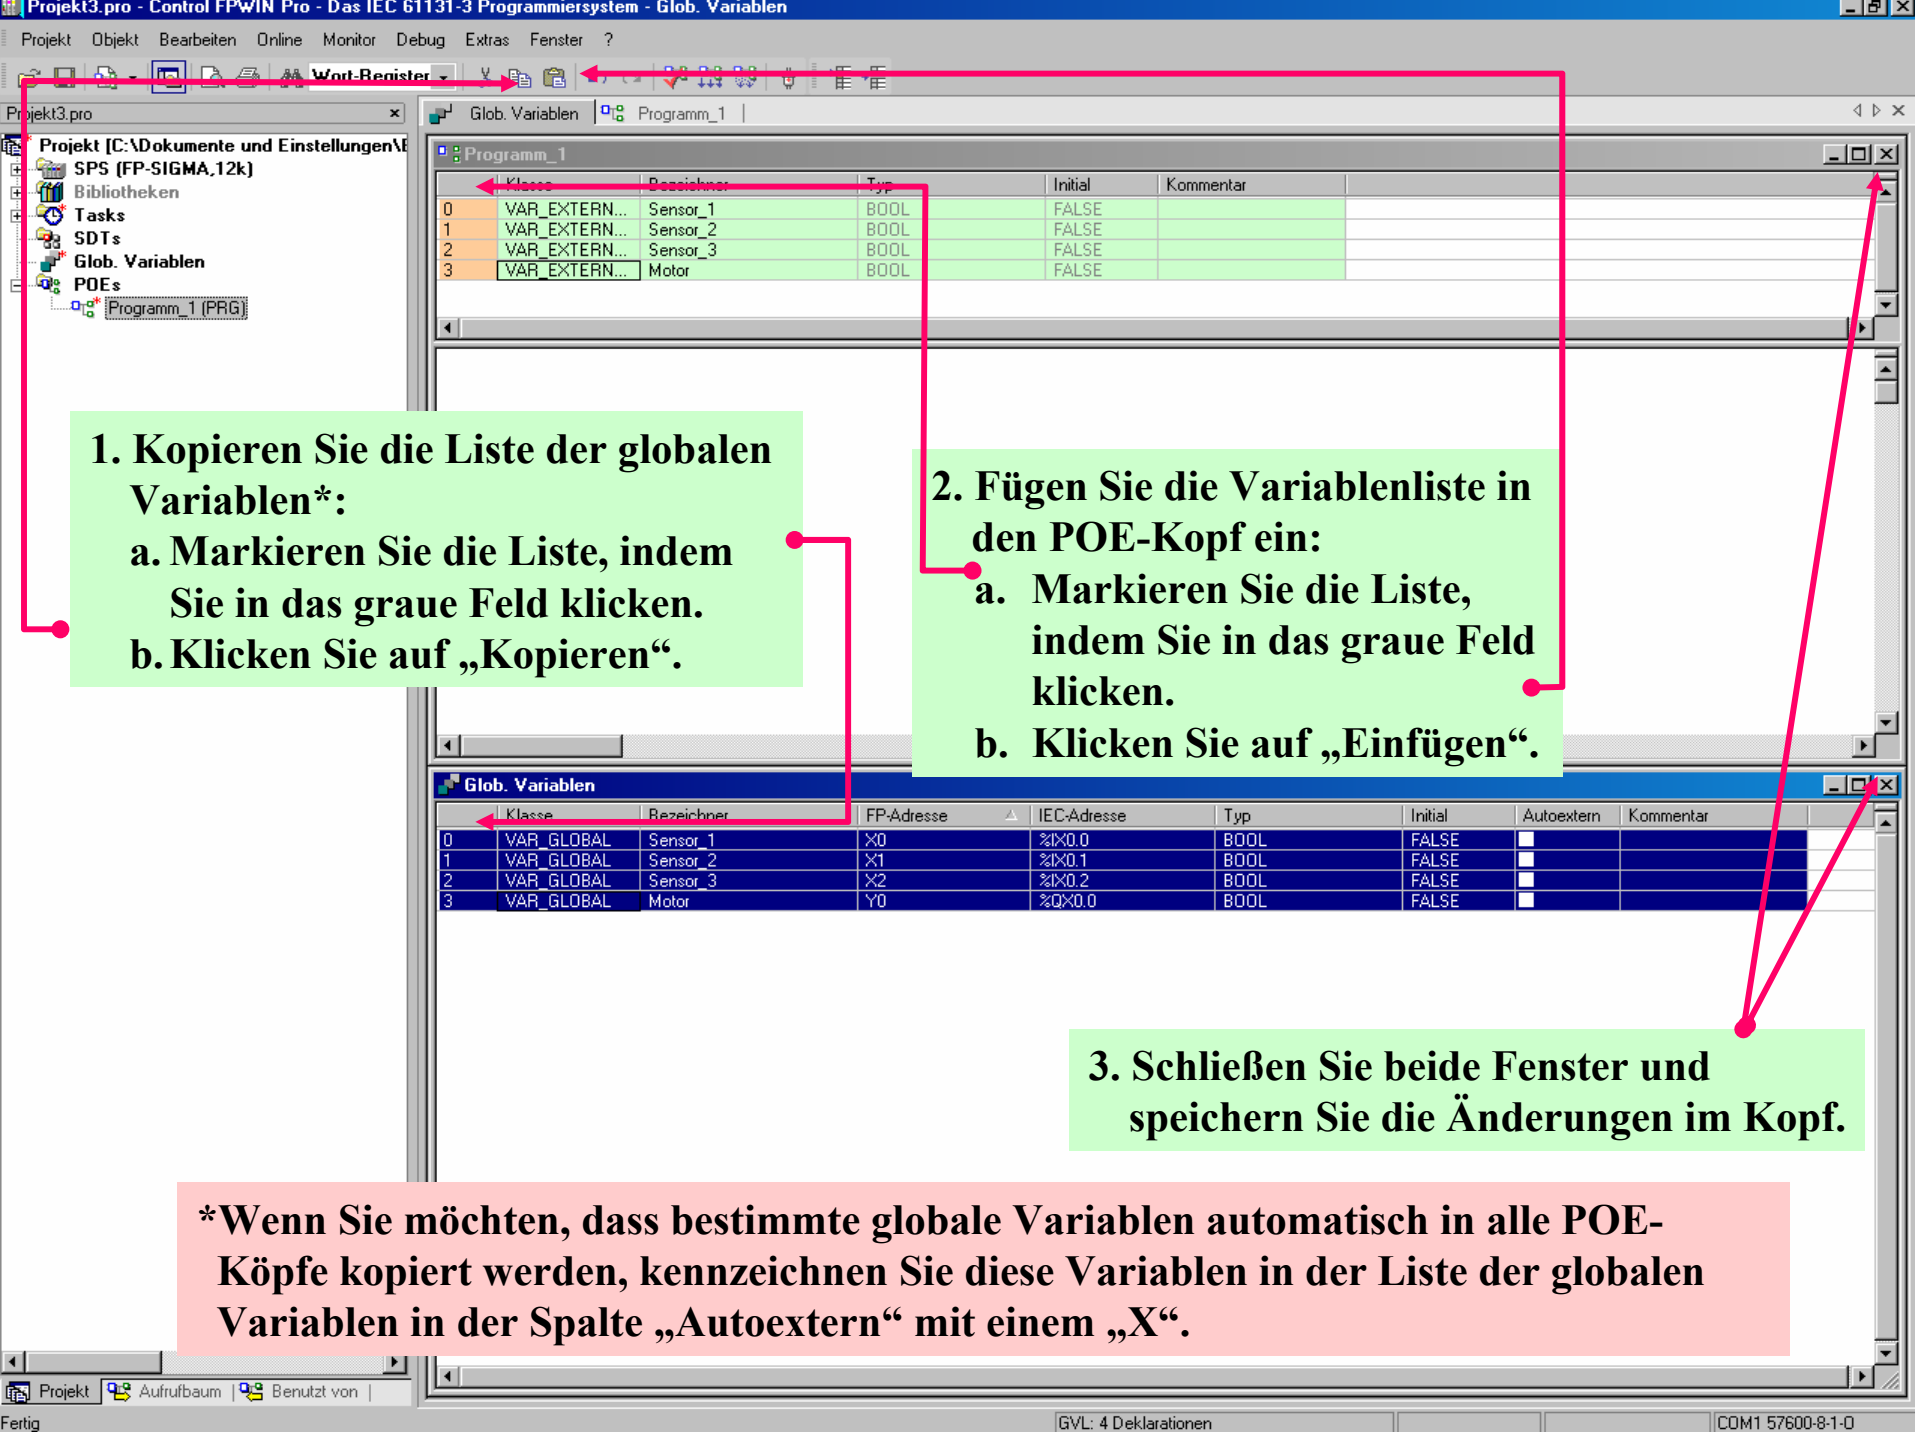 Projekt3.pro - Control FPWIN Pro - Das IEC 61131-3 Programmiersystem - Glob. Variablen
Projekt Objekt Bearbeiten Online Monitor Debug Extras Fenster ?
Wort-Register
Projekt3.pro
Glob. Variablen Programm_1
Projekt [C:\Dokumente und Einstellungen\
SPS (FP-SIGMA,12k)
Bibliotheken
Tasks
SDTs
Glob. Variablen
POEs
Programm_1 (PRG)
Programm_1
Klasse Bezeichner Typ Initial Kommentar
0 VAR_EXTERN... Sensor_1 BOOL FALSE
1 VAR_EXTERN... Sensor_2 BOOL FALSE
2 VAR_EXTERN... Sensor_3 BOOL FALSE
3 VAR_EXTERN... Motor BOOL FALSE
1. Kopieren Sie die Liste der globalen
Variablen*:
a. Markieren Sie die Liste, indem
Sie in das graue Feld klicken.
b. Klicken Sie auf „Kopieren“.
2. Fügen Sie die Variablenliste in
den POE-Kopf ein:
a. Markieren Sie die Liste,
indem Sie in das graue Feld
klicken.
b. Klicken Sie auf „Einfügen“.
Glob. Variablen
Klasse Bezeichner FP-Adresse IEC-Adresse Typ Initial Autoextern Kommentar
0 VAR_GLOBAL Sensor_1 X0 %IX0.0 BOOL FALSE
1 VAR_GLOBAL Sensor_2 X1 %IX0.1 BOOL FALSE
2 VAR_GLOBAL Sensor_3 X2 %IX0.2 BOOL FALSE
3 VAR_GLOBAL Motor Y0 %QX0.0 BOOL FALSE
3. Schließen Sie beide Fenster und
speichern Sie die Änderungen im Kopf.
*Wenn Sie möchten, dass bestimmte globale Variablen automatisch in alle POE-
Köpfe kopiert werden, kennzeichnen Sie diese Variablen in der Liste der globalen
Variablen in der Spalte „Autoextern“ mit einem „X“.
Projekt Aufrufbaum Benutzt von
Fertig
GVL: 4 Deklarationen
COM1 57600-8-1-O